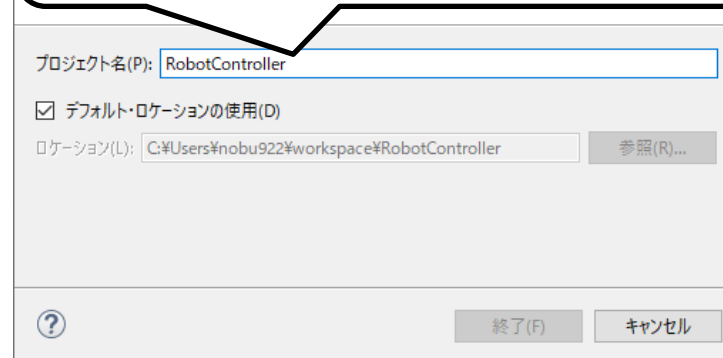 プロジェクト名(P): RobotController
デフォルト・ロケーションの使用(D)
ロケーション(L): C:¥Users¥nobu922¥workspace¥RobotController 参照(R)...
? 終了(F) キャンセル